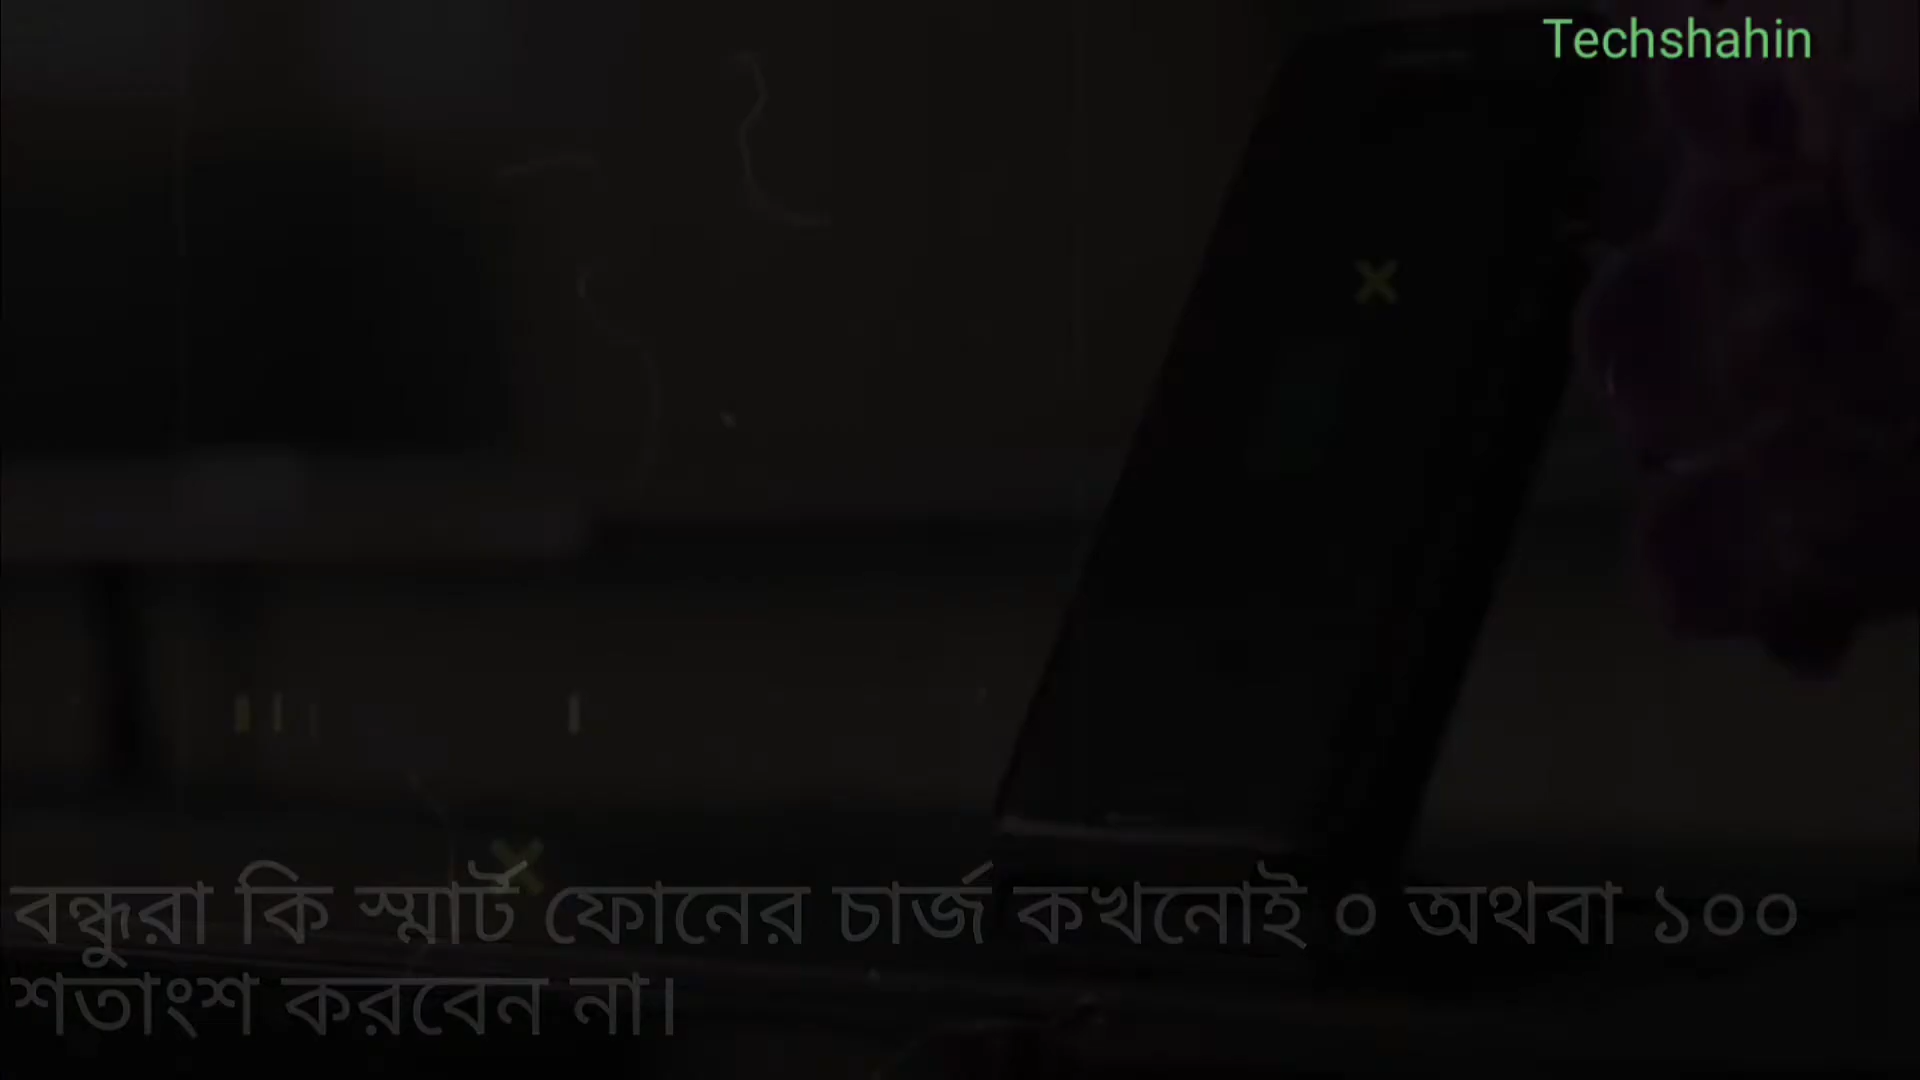 Techshahin
বন্ধুরা কি স্মার্ট ফোনের চার্জ কখনোই ০ অথবা ১০০
শতাংশ করবেন না।